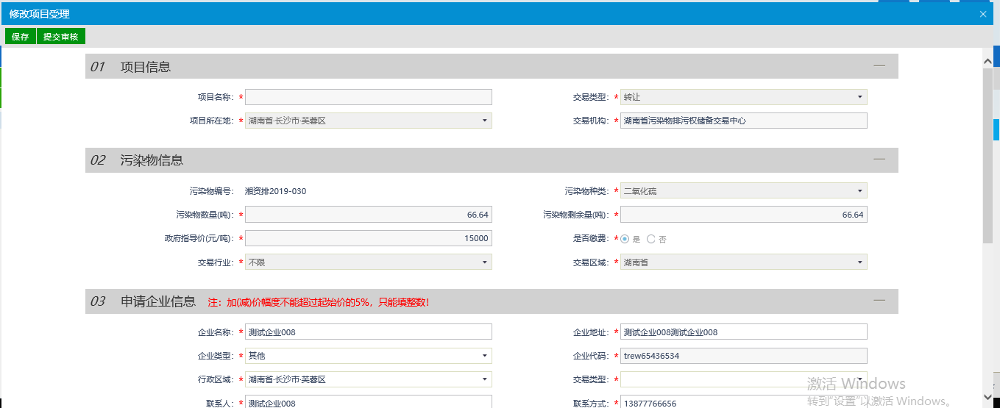 修改项目受理
保存 提交审核
01 项目信息
项目名称: * 交易类型: * 转让
项目所在地: * 湖南省·长沙市·芙蓉区 交易机构: * 湖南省污染物排污权储备交易中心
02 污染物信息
污染物编号: 湘资排2019-030 污染物种类: * 二氧化硫
污染物数量(吨): * 66.64 污染物剩余量(吨): * 66.64
政府指导价(元/吨): * 15000 是否缴费: * 是 否
交易行业: * 不限 交易区域: * 湖南省
03 申请企业信息 注：加(减)价幅度不能超过起始价的5%，只能填整数!
企业名称: * 测试企业008 企业地址: * 测试企业008测试企业008
企业类型: * 其他 企业代码: * trew65436534
行政区域: * 湖南省·长沙市·芙蓉区 交易类型: *
联系人: * 测试企业008 联系方式: * 13877766656
激活 Windows
转到"设置"以激活 Windows。